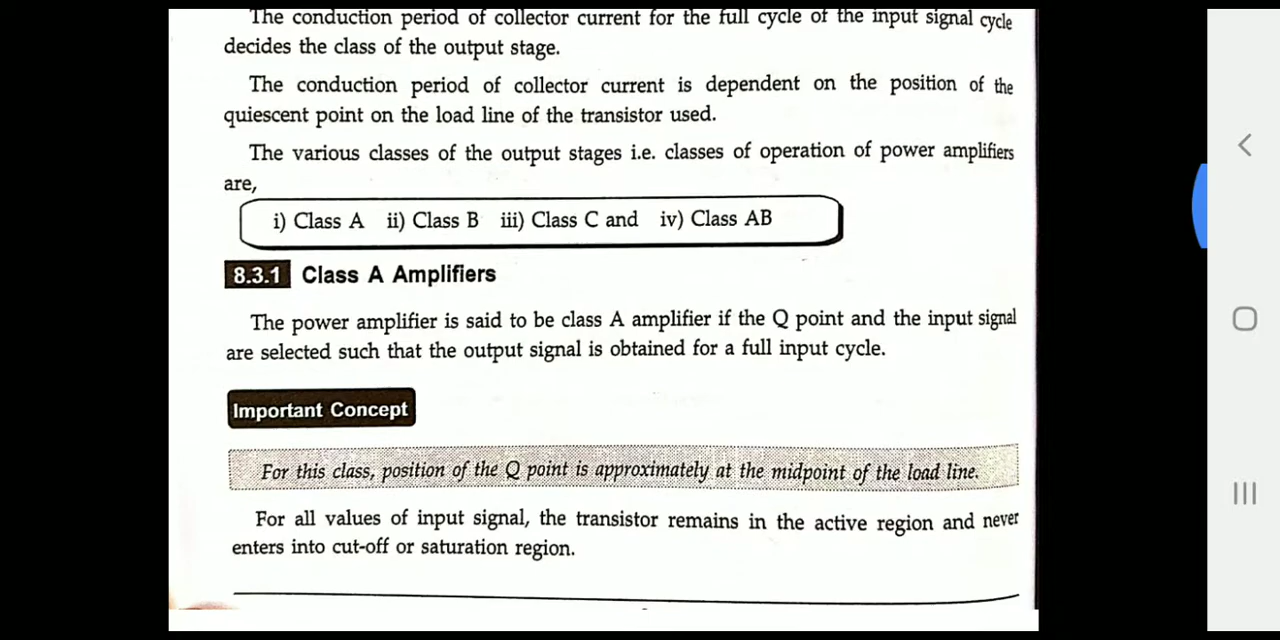 The conduction period of collector current for the full cycle of the input signal cycle
decides the class of the output stage.
The conduction period of collector current is dependent on the position of the
quiescent point on the load line of the transistor used.
The various classes of the output stages i.e. classes of operation of power amplifiers
are,
i) Class A ii) Class B iii) Class C and iv) Class AB
8.3.1 Class A Amplifiers
The power amplifier is said to be class A amplifier if the Q point and the input signal
are selected such that the output signal is obtained for a full input cycle.
Important Concept
For this class, position of the Q point is approximately at the midpoint of the load line.
For all values of input signal, the transistor remains in the active region and never
enters into cut-off or saturation region.